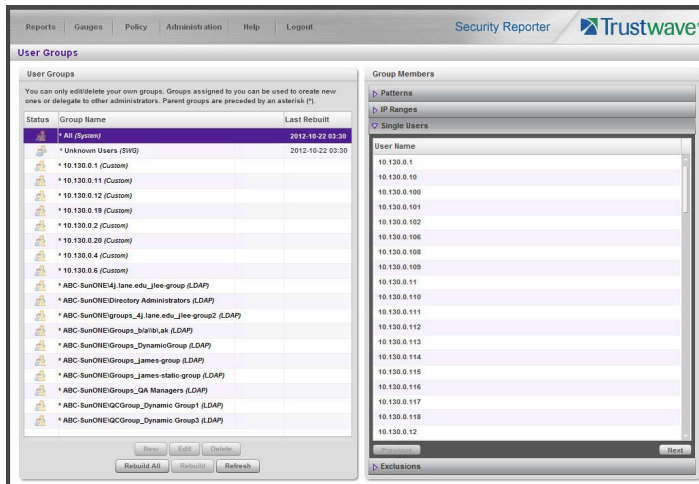 Reports Gauges Policy Administration Help Logout
Security Reporter
Trustwave®
User Groups
User Groups
You can only edit/delete your own groups. Groups assigned to you can be used to create new
ones or delegate to other administrators. Parent groups are preceded by an asterisk (*).
Status Group Name Last Rebuilt
* All (System) 2012-10-22 03:30
* Unknown Users (SWG) 2012-10-22 03:30
* 10.130.0.1 (Custom)
* 10.130.0.11 (Custom)
* 10.130.0.12 (Custom)
* 10.130.0.19 (Custom)
* 10.130.0.2 (Custom)
* 10.130.0.20 (Custom)
* 10.130.0.4 (Custom)
* 10.130.0.6 (Custom)
* ABC-SunONE\4j.lane.edu_jlee-group (LDAP)
* ABC-SunONE\Directory Administrators (LDAP)
* ABC-SunONE\groups_4j.lane.edu_jlee-group2 (LDAP)
* ABC-SunONE\Groups_b/a\\b\,ak (LDAP)
* ABC-SunONE\Groups_DynamicGroup (LDAP)
* ABC-SunONE\Groups_james-group (LDAP)
* ABC-SunONE\Groups_james-static-group (LDAP)
* ABC-SunONE\Groups_QA Managers (LDAP)
* ABC-SunONE\QCGroup_Dynamic Group1 (LDAP)
* ABC-SunONE\QCGroup_Dynamic Group3 (LDAP)
New Edit Delete
Rebuild All Rebuild Refresh
Group Members
Patterns
IP Ranges
Single Users
User Name
10.130.0.1
10.130.0.10
10.130.0.100
10.130.0.101
10.130.0.102
10.130.0.106
10.130.0.108
10.130.0.109
10.130.0.11
10.130.0.110
10.130.0.111
10.130.0.112
10.130.0.113
10.130.0.114
10.130.0.115
10.130.0.116
10.130.0.117
10.130.0.118
10.130.0.12
Previous Next
Exclusions